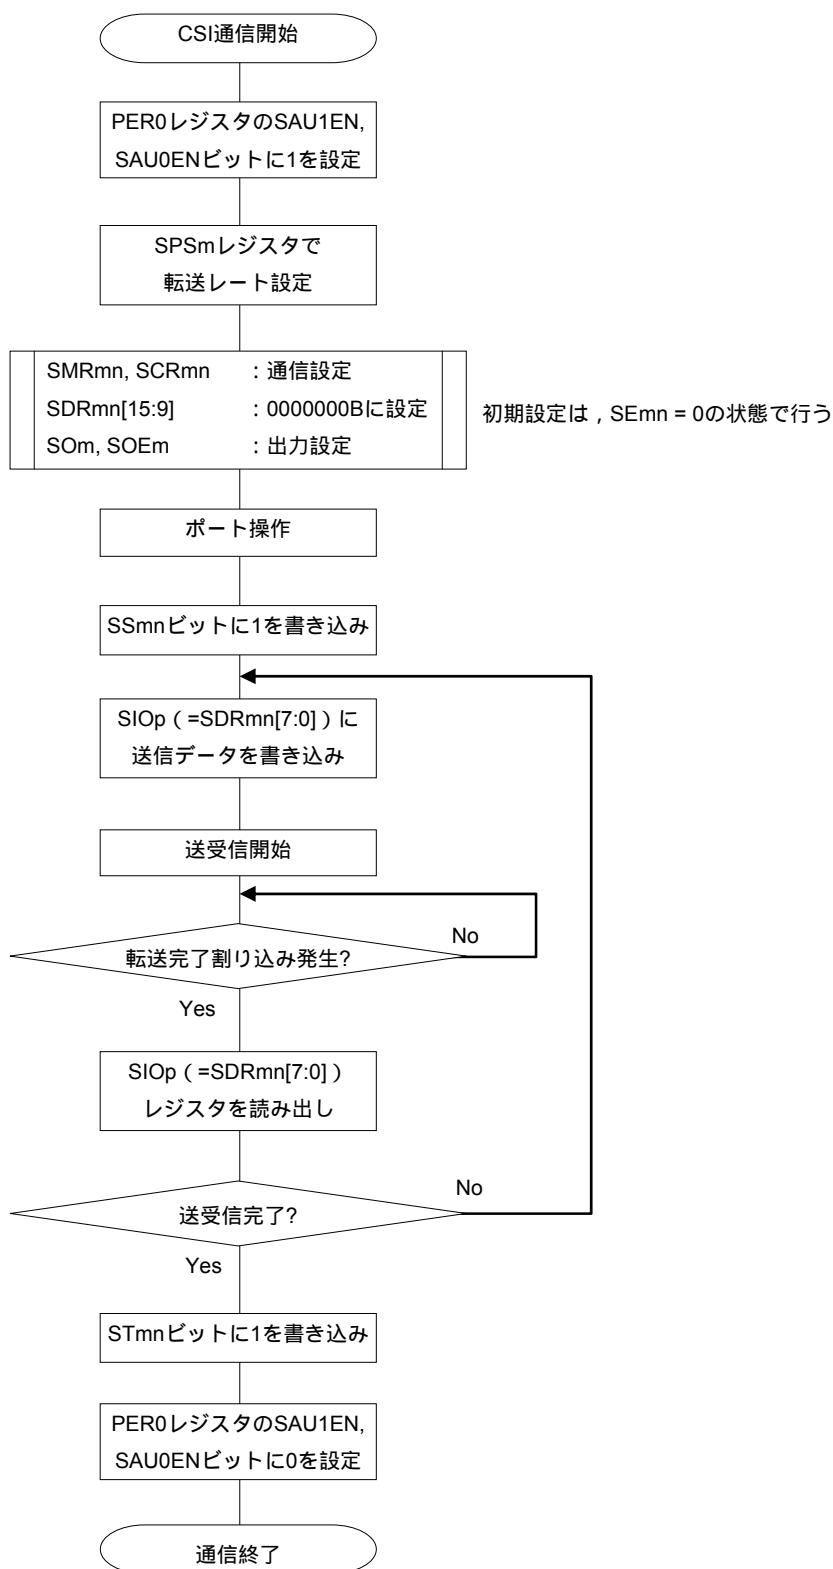 CSI通信開始
PER0レジスタのSAU1EN,
SAU0ENビットに1を設定
SPSmレジスタで
転送レート設定
SMRmn, SCRmn ：通信設定
SDRmn[15:9] ：0000000Bに設定
SOm, SOEm ：出力設定
初期設定は，SEmn = 0の状態で行う
ポート操作
SSmnビットに1を書き込み
SIOp（=SDRmn[7:0]）に
送信データを書き込み
送受信開始
転送完了割り込み発生?
No
Yes
SIOp（=SDRmn[7:0]）
レジスタを読み出し
送受信完了?
No
Yes
STmnビットに1を書き込み
PER0レジスタのSAU1EN,
SAU0ENビットに0を設定
通信終了